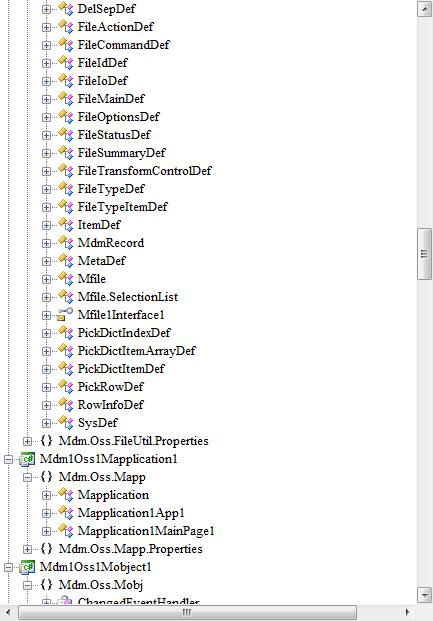 DelSepDef
FileActionDef
FileCommandDef
FileIdDef
FileIoDef
FileMainDef
FileOptionsDef
FileStatusDef
FileSummaryDef
FileTransformControlDef
FileTypeDef
FileTypeItemDef
ItemDef
MdmRecord
MetaDef
Mfile
Mfile.SelectionList
Mfile1Interface1
PickDictIndexDef
PickDictItemArrayDef
PickDictItemDef
PickRowDef
RowInfoDef
SysDef
{} Mdm.Oss.FileUtil.Properties
C# Mdm1Oss1Mapplication1
{} Mdm.Oss.Mapp
Mapplication
Mapplication1App1
Mapplication1MainPage1
{} Mdm.Oss.Mapp.Properties
C# Mdm1Oss1Mobject1
{} Mdm.Oss.Mobj
ChangedEventHandler